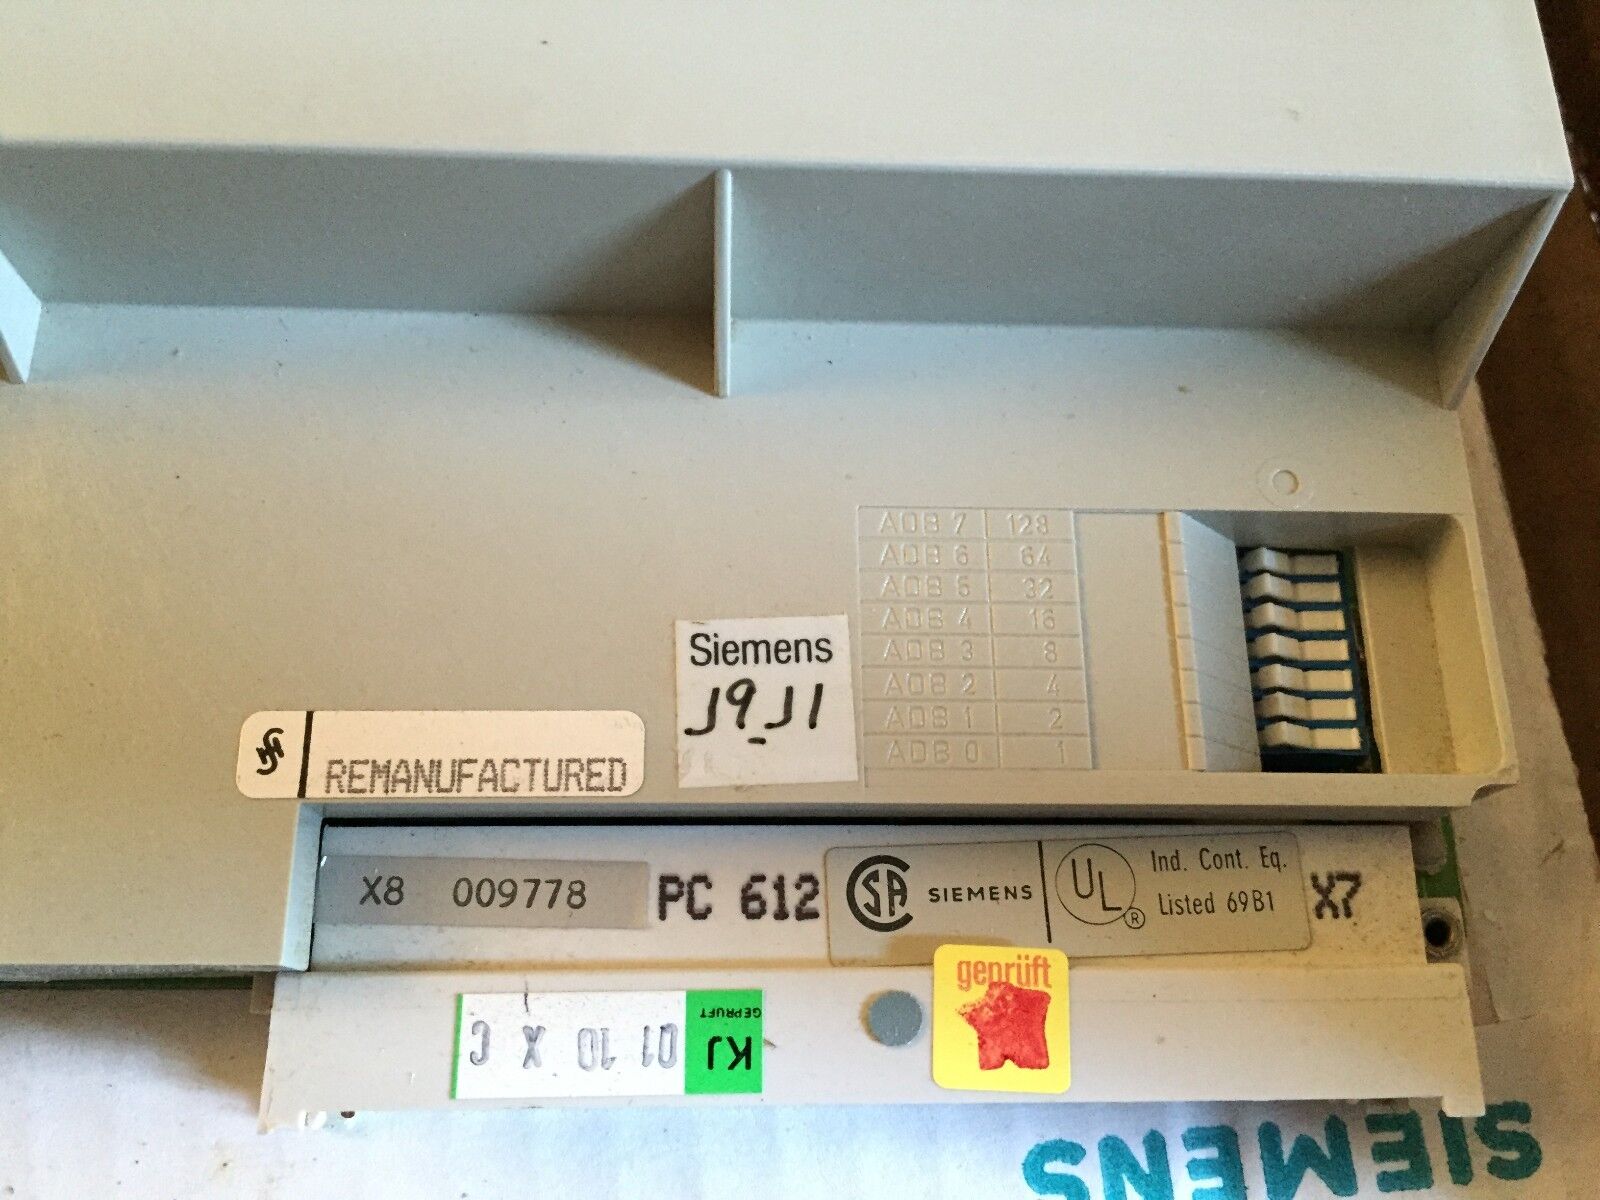 ADB 7 128
ADB 6 64
ADB 5 32
ADB 4 16
ADB 3 8
ADB 2 4
ADB 1 2
ADB 0 1
Siemens
REMANUFACTURED
X8 009778
PC 612
SA SIEMENS
UL ® Ind. Cont. Eq.
Listed 69B1
X7
geprüft
KJ 01 10 X C
GEPRÜFT
SIEMENS